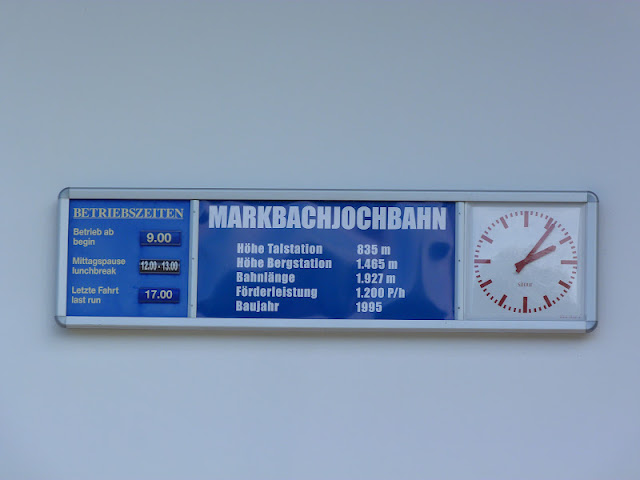 BETRIEBSZEITEN
Betrieb ab
begin
9.00
Mittagspause
lunchbreak
12.00 - 13.00
Letzte Fahrt
last run
17.00
MARKBACHJOCHBAHN
Höhe Talstation 835 m
Höhe Bergstation 1.465 m
Bahnlänge 1.927 m
Förderleistung 1.200 P/h
Baujahr 1995